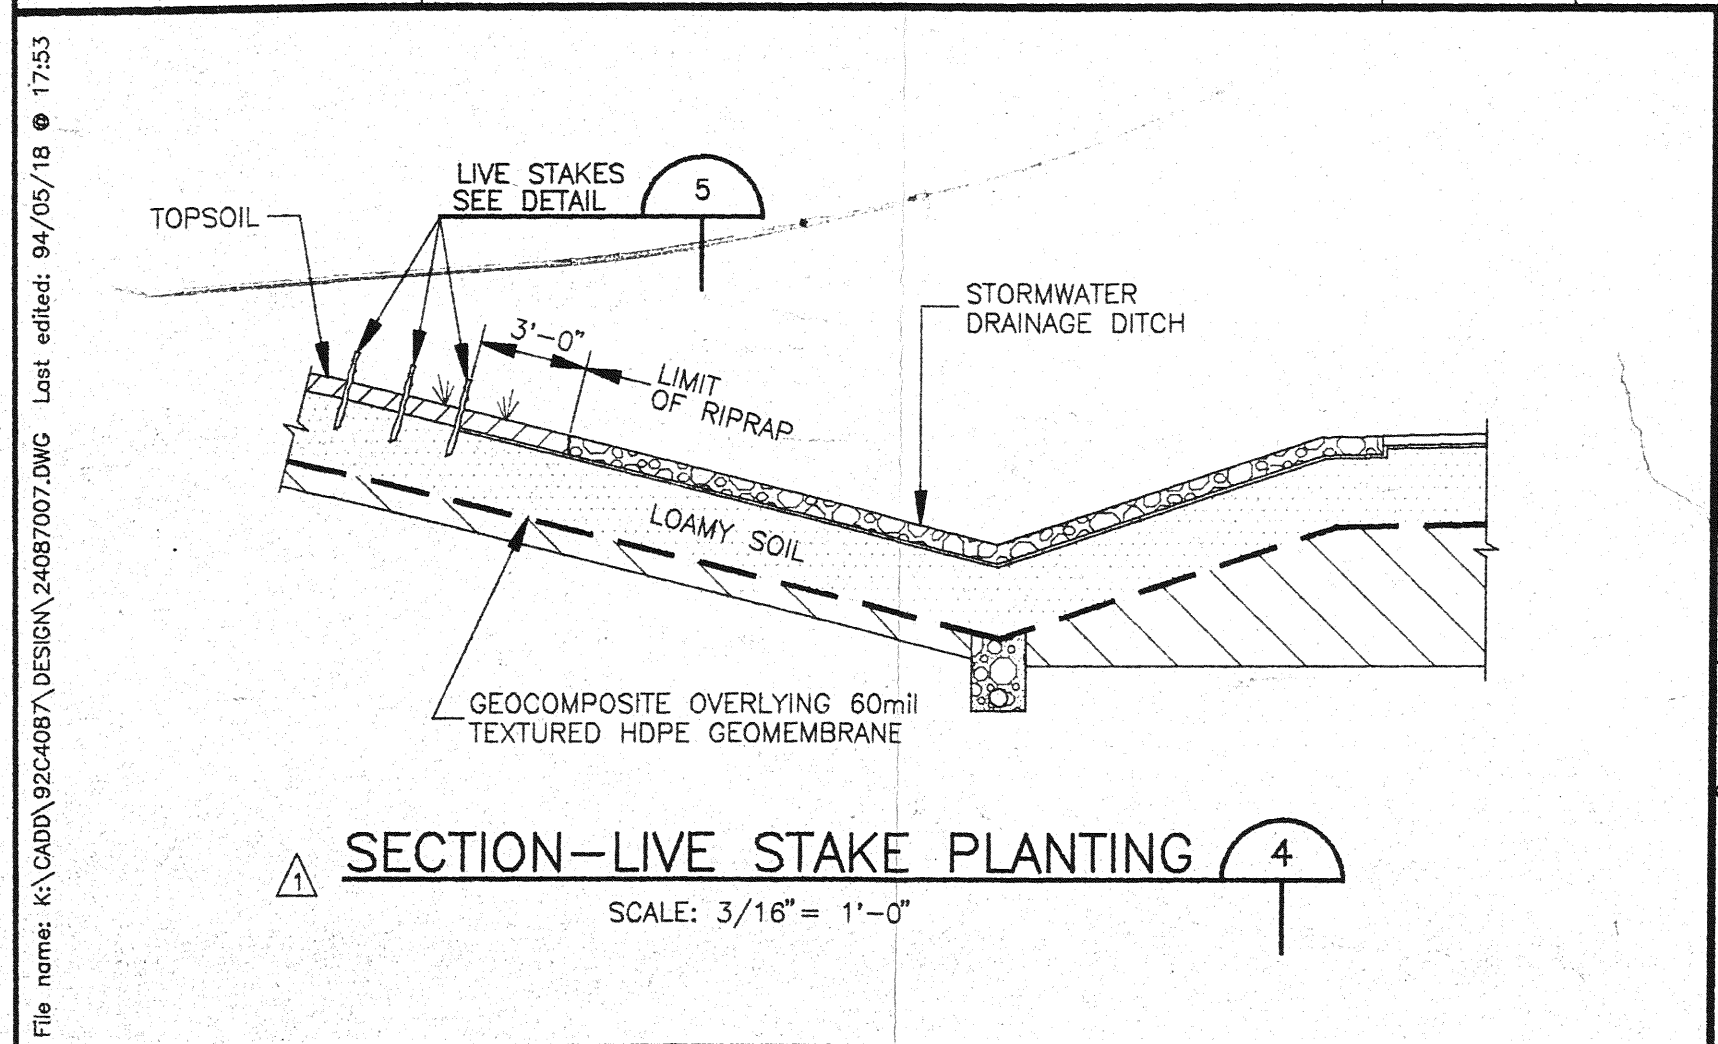 File name: K:\CADD\92C4087\DESIGN\24087007.DWG Last edited: 94/05/18 @ 17:53
LIVE STAKES
SEE DETAIL
5
TOPSOIL
STORMWATER
DRAINAGE DITCH
3'-0"
LIMIT
OF RIPRAP
LOAMY SOIL
GEOCOMPOSITE OVERLYING 60mil
TEXTURED HDPE GEOMEMBRANE
1
SECTION-LIVE STAKE PLANTING
4
SCALE: 3/16" = 1'-0"